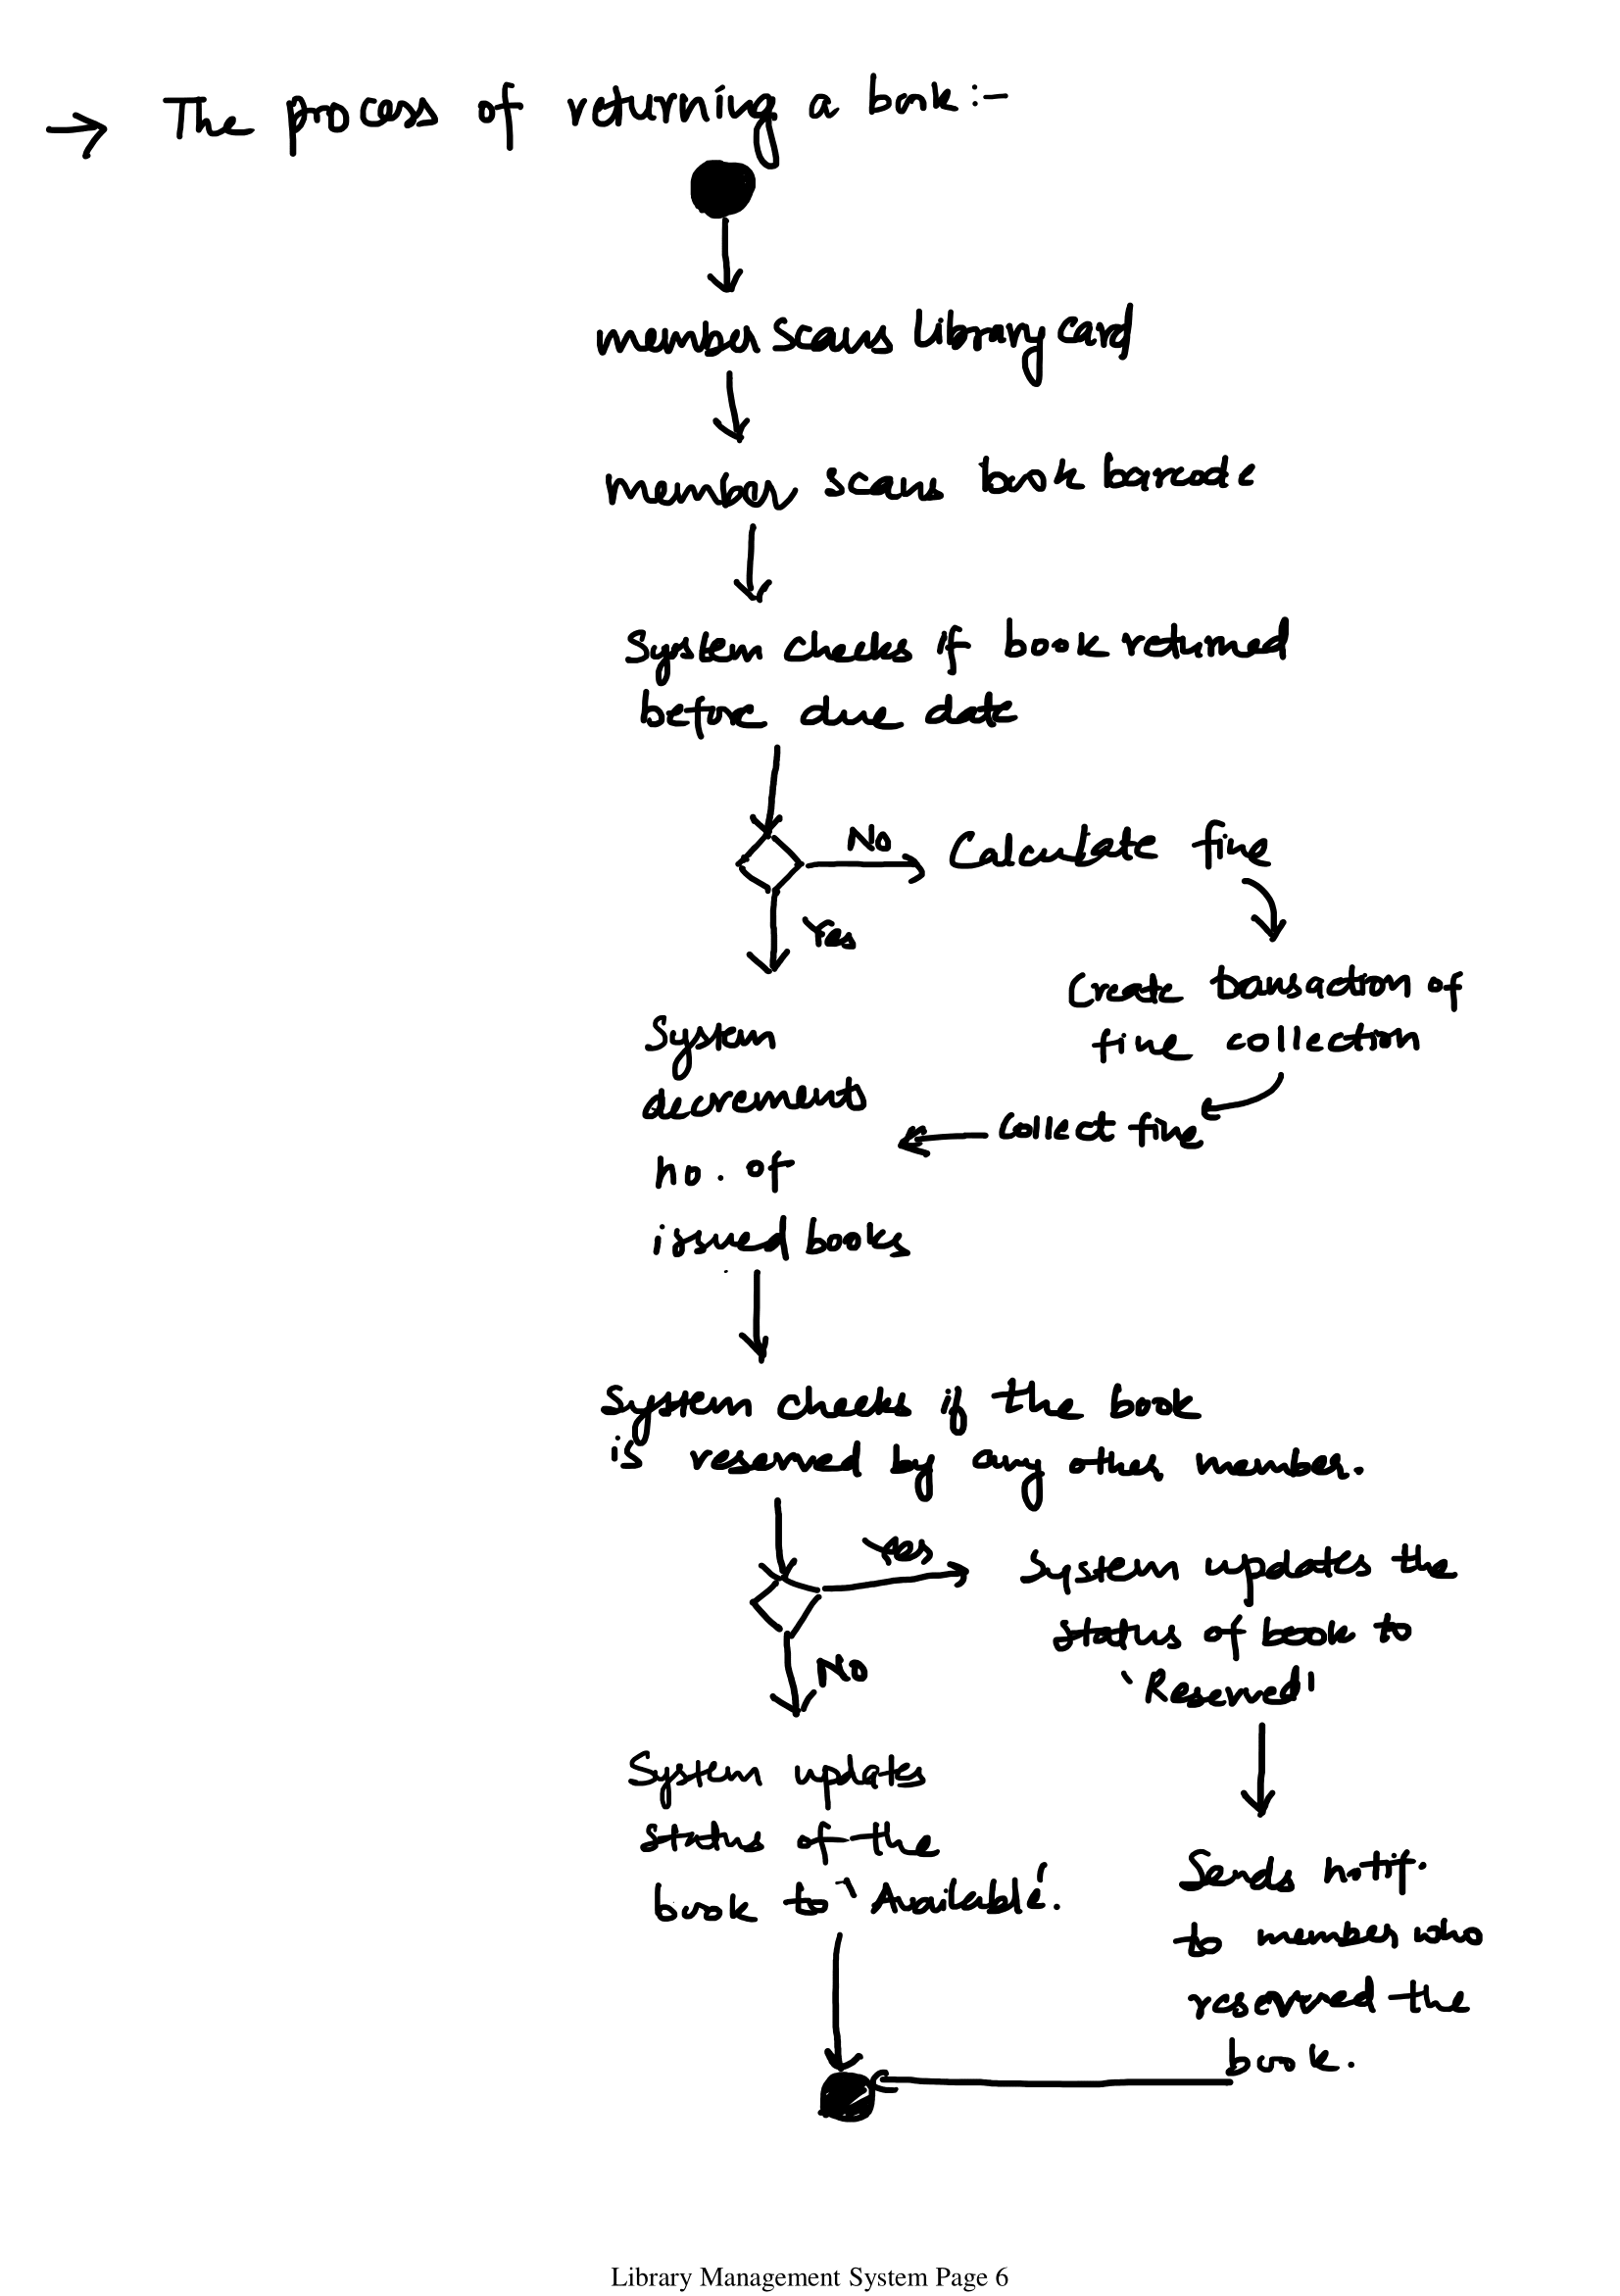 → The process of returning a book:-
member scans library card
member scans book barcode
System checks if book returned
before due date
No
Calculate fine
Yes
Create transaction of
fine collection
Collect fine
System
decrements
no. of
issued books
System checks if the book
is reserved by any other member.
Yes
System updates the
status of book to
'Reserved'
No
System updates
status of the
book to 'Available'.
Sends notif.
to member who
reserved the
book.
Library Management System Page 6